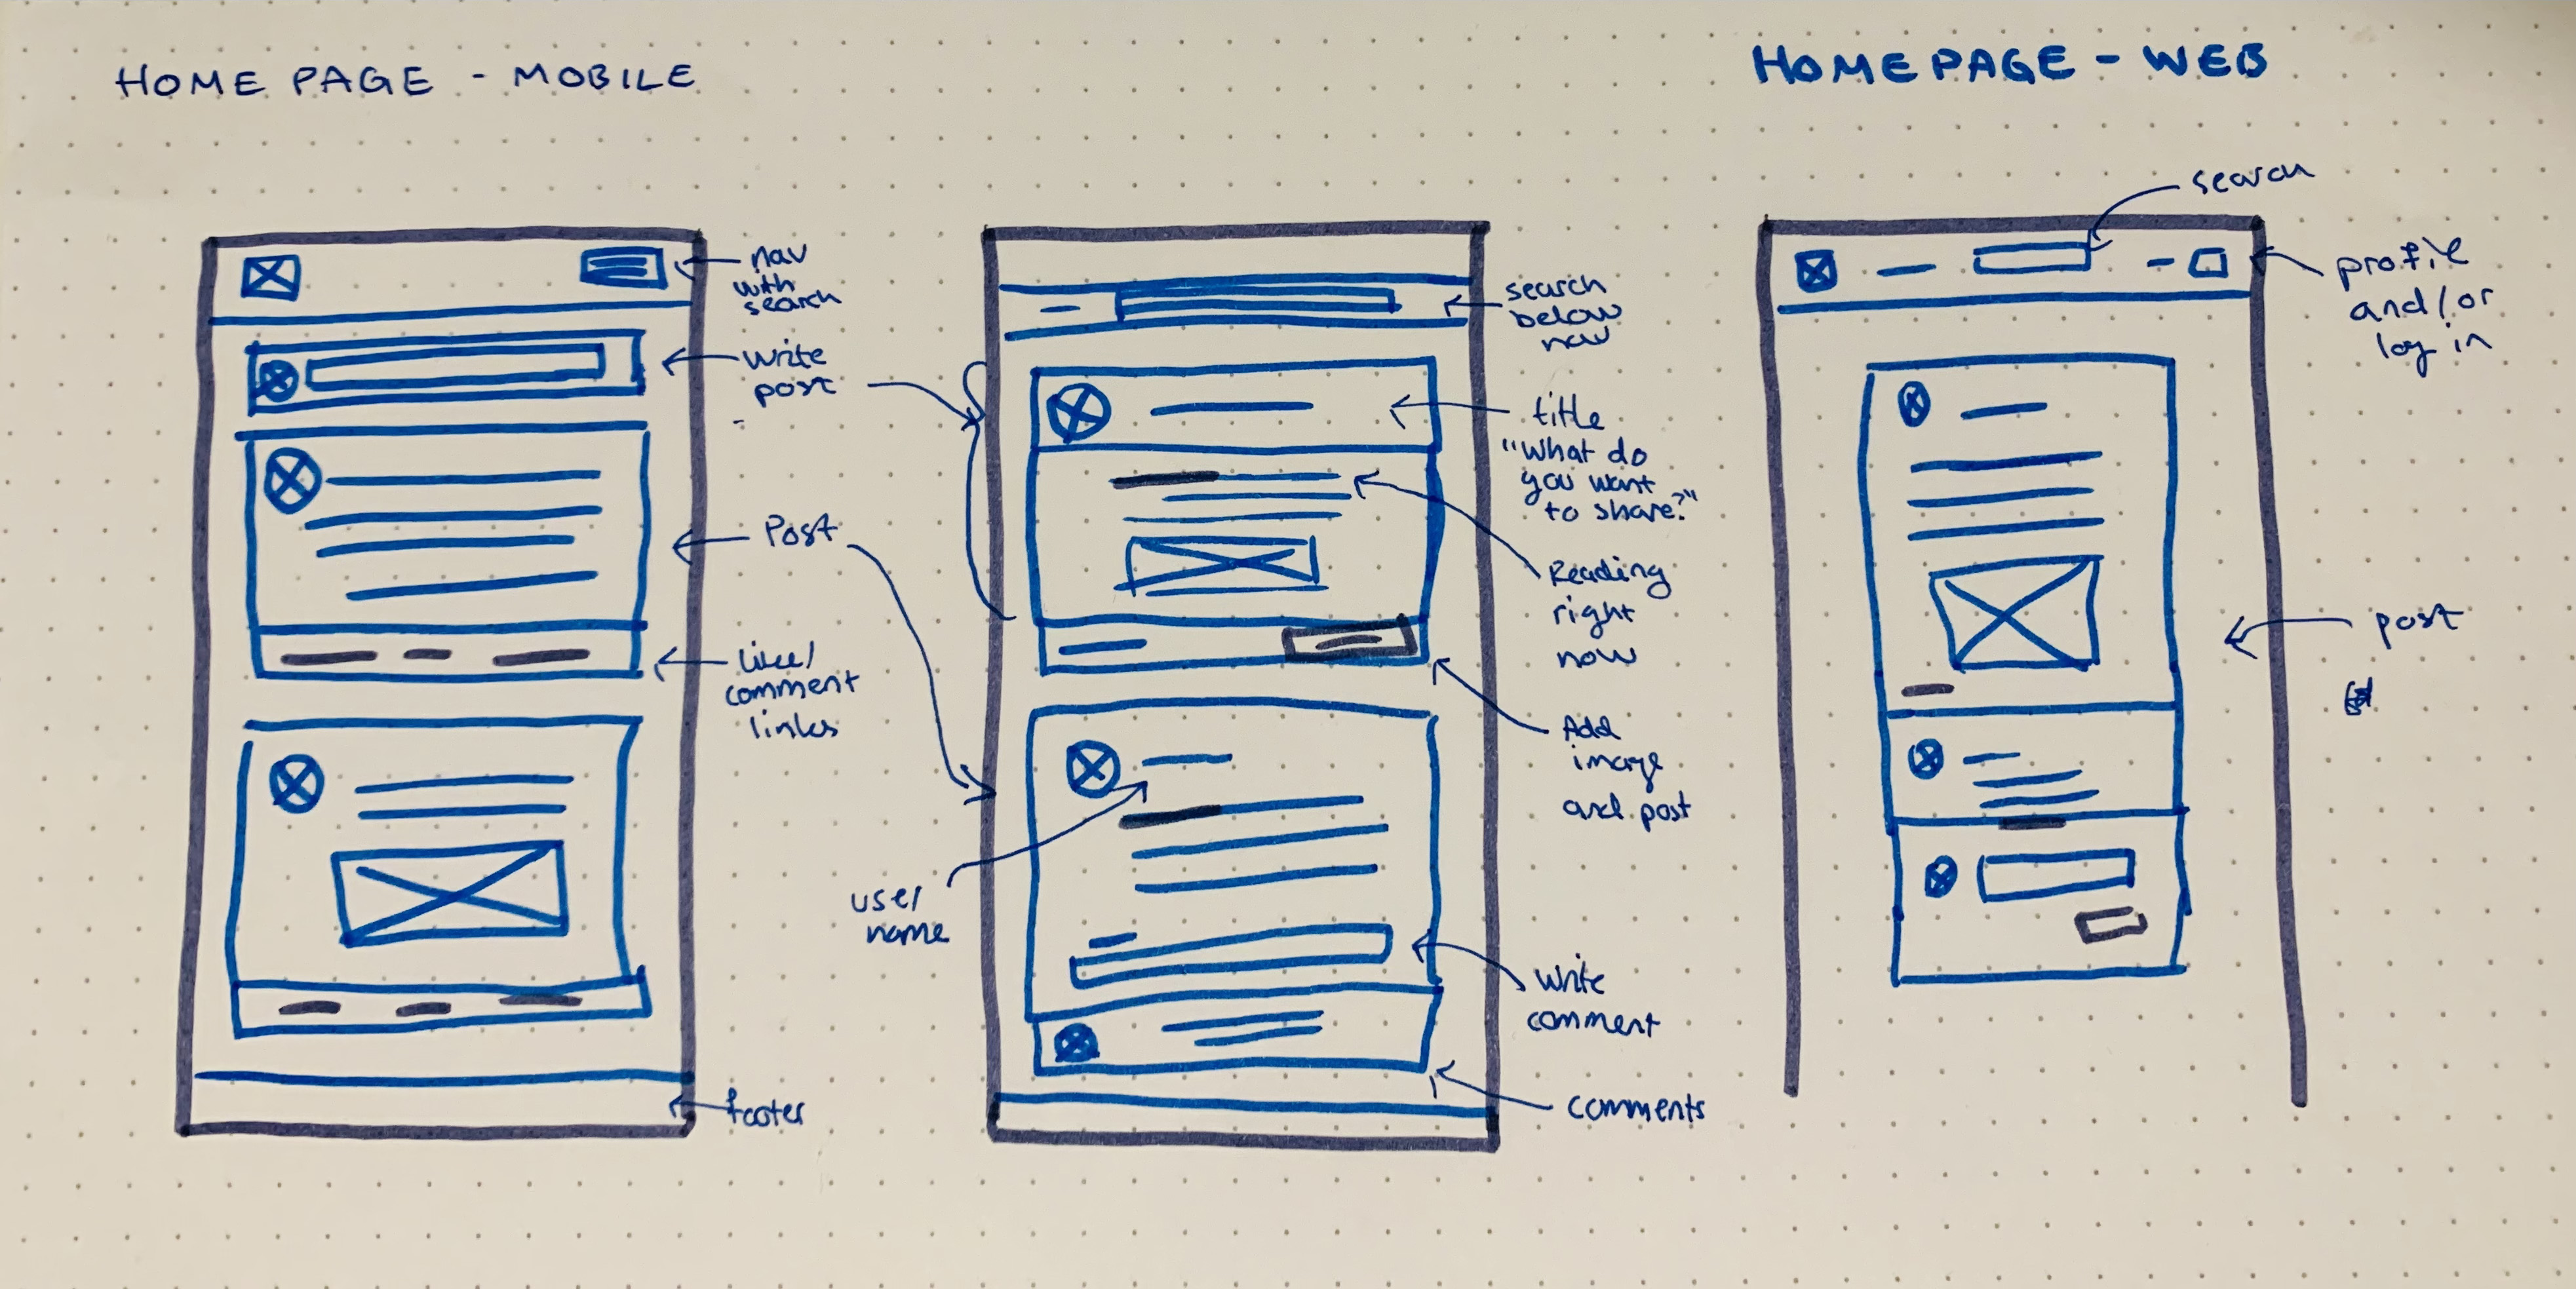 HOME PAGE - MOBILE
HOMEPAGE - WEB
nav
with
search
write
post
Post
like/
comment
links
footer
search
below
nav
title
"What do
you want
to share?"
Reading
right
now
Add
image
and post
user
name
write
comment
comments
search
profile
and/or
log in
post